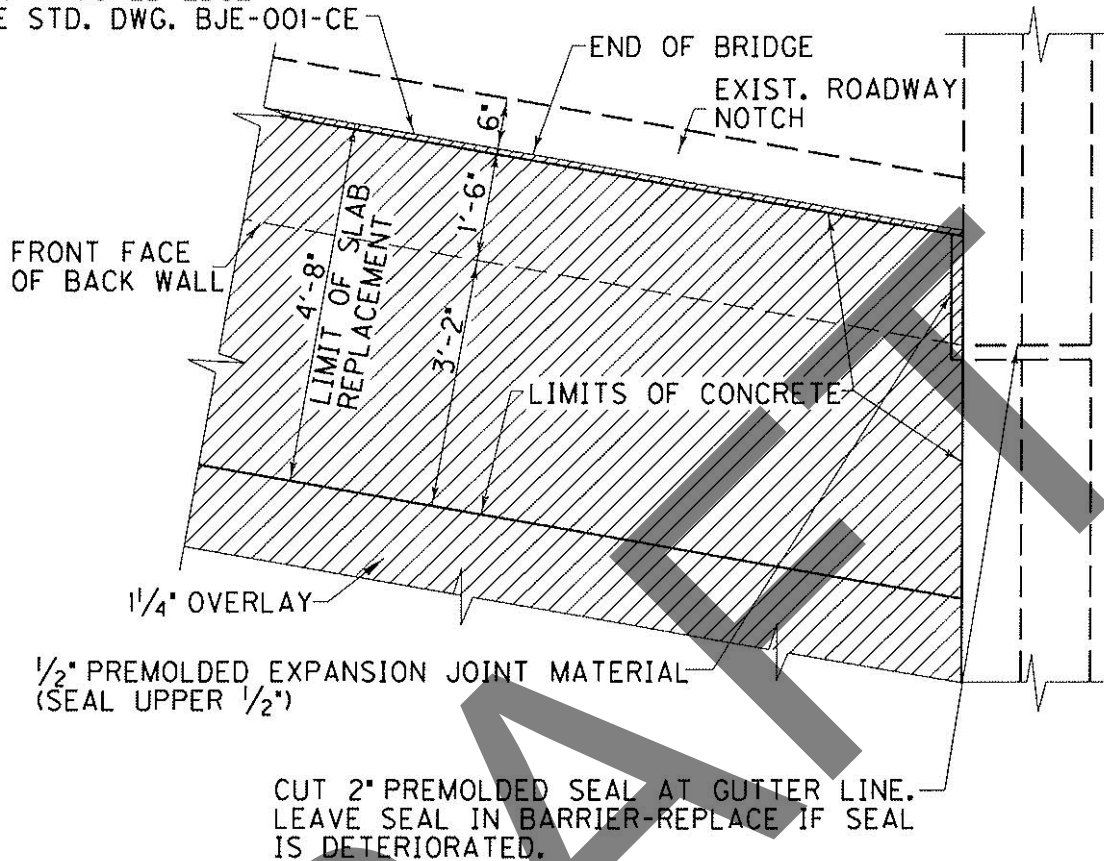 E STD. DWG. BJE-001-CE
END OF BRIDGE
EXIST. ROADWAY
NOTCH
6"
1'-6"
FRONT FACE
OF BACK WALL
4'-8"
LIMIT OF SLAB
REPLACEMENT
3'-2"
LIMITS OF CONCRETE
1 1/4" OVERLAY
1/2" PREMOLDED EXPANSION JOINT MATERIAL
(SEAL UPPER 1/2")
CUT 2" PREMOLDED SEAL AT GUTTER LINE.
LEAVE SEAL IN BARRIER-REPLACE IF SEAL
IS DETERIORATED.